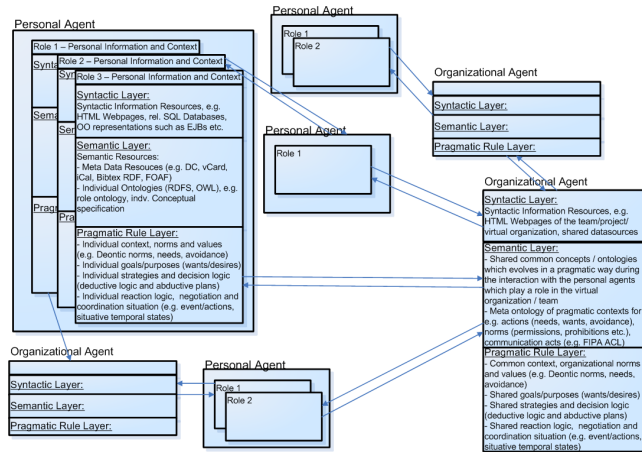 Personal Agent
Role 1 – Personal Information and Context
Synta
Sema
Pragr
Role 2 – Personal Information and Context
Syn
Sem
Pra
Role 3 – Personal Information and Context
Syntactic Layer:
Syntactic Information Resources, e.g.
HTML Webpages, rel. SQL Databases,
OO representations such as EJBs etc.
Semantic Layer:
Semantic Resources:
- Meta Data Resouces (e.g. DC, vCard,
iCal, Bibtex RDF, FOAF)
- Individual Ontologies (RDFS, OWL), e.g.
role ontology, indv. Conceptual
specification
Pragmatic Rule Layer:
- Individual context, norms and values
(e.g. Deontic norms, needs, avoidance)
- Individual goals/purposes (wants/desires)
- Individual strategies and decision logic
(deductive logic and abductive plans)
- Individual reaction logic, negotiation and
coordination situation (e.g. event/actions,
situative temporal states)
Personal Agent
Role 1
Role 2
Organizational Agent
Syntactic Layer:
Semantic Layer:
Pragmatic Rule Layer:
Personal Agent
Role 1
Organizational Agent
Syntactic Layer:
Syntactic Information Resources, e.g.
HTML Webpages of the team/project/
virtual organization, shared datasources
Semantic Layer:
- Shared common concepts / ontologies
which evolves in a pragmatic way during
the interaction with the personal agents
which play a role in the virtual
organization / team
- Meta ontology of pragmatic contexts for
e.g. actions (needs, wants, avoidance),
norms (permissions, prohibitions etc.),
communication acts (e.g. FIPA ACL)
Pragmatic Rule Layer:
- Common context, organizational norms
and values (e.g. Deontic norms, needs,
avoidance)
- Shared goals/purposes (wants/desires)
- Shared strategies and decision logic
(deductive logic and abductive plans)
- Shared reaction logic, negotiation and
coordination situation (e.g. event/actions,
situative temporal states)
Organizational Agent
Syntactic Layer:
Semantic Layer:
Pragmatic Rule Layer:
Personal Agent
Role 1
Role 2